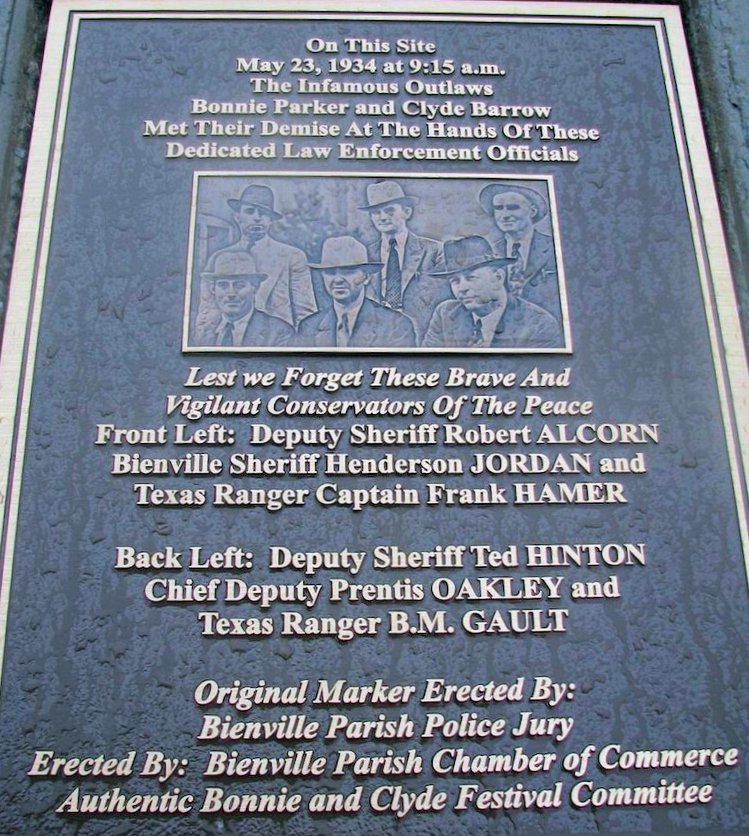 On This Site
May 23, 1934 at 9:15 a.m.
The Infamous Outlaws
Bonnie Parker and Clyde Barrow
Met Their Demise At The Hands Of These
Dedicated Law Enforcement Officials
Lest we Forget These Brave And
Vigilant Conservators Of The Peace
Front Left: Deputy Sheriff Robert ALCORN
Bienville Sheriff Henderson JORDAN and
Texas Ranger Captain Frank HAMER
Back Left: Deputy Sheriff Ted HINTON
Chief Deputy Prentis OAKLEY and
Texas Ranger B.M. GAULT
Original Marker Erected By:
Bienville Parish Police Jury
Erected By: Bienville Parish Chamber of Commerce
Authentic Bonnie and Clyde Festival Committee